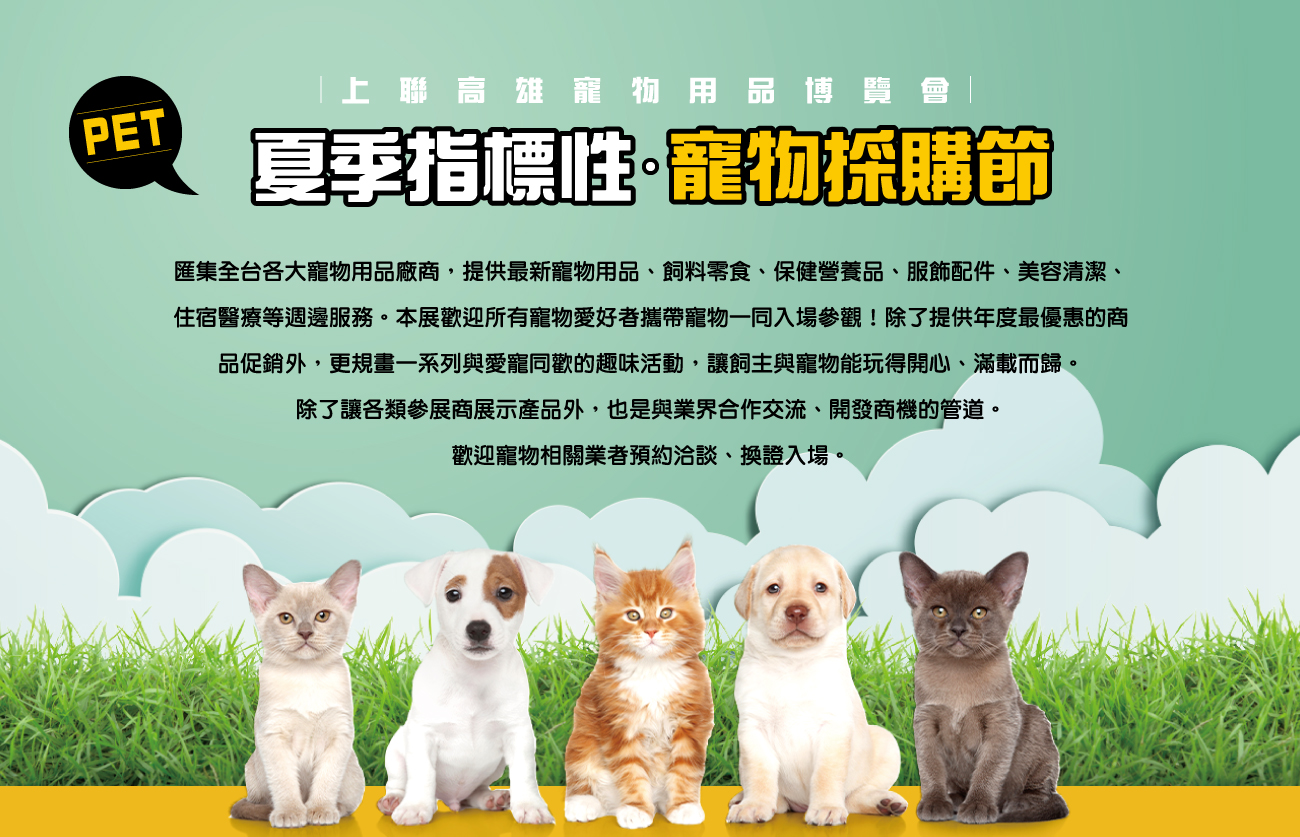 PET
上聯高雄寵物用品博覽會
夏季指標性·寵物採購節
匯集全台各大寵物用品廠商，提供最新寵物用品、飼料零食、保健營養品、服飾配件、美容清潔、
住宿醫療等週邊服務。本展歡迎所有寵物愛好者攜帶寵物一同入場參觀！除了提供年度最優惠的商
品促銷外，更規畫一系列與愛寵同歡的趣味活動，讓飼主與寵物能玩得開心、滿載而歸。
除了讓各類參展商展示產品外，也是與業界合作交流、開發商機的管道。
歡迎寵物相關業者預約洽談、換證入場。